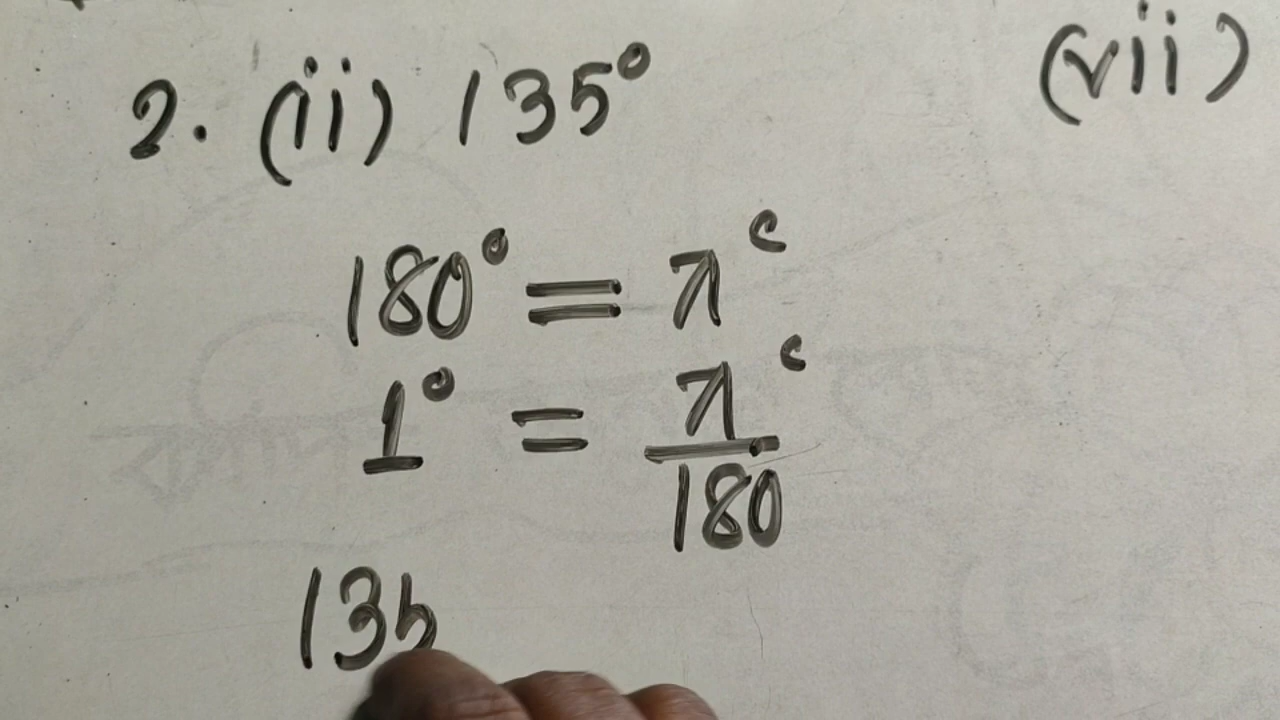 2. (ii) 135°
(vii)
180° = π^c
1° = π^c/180
135